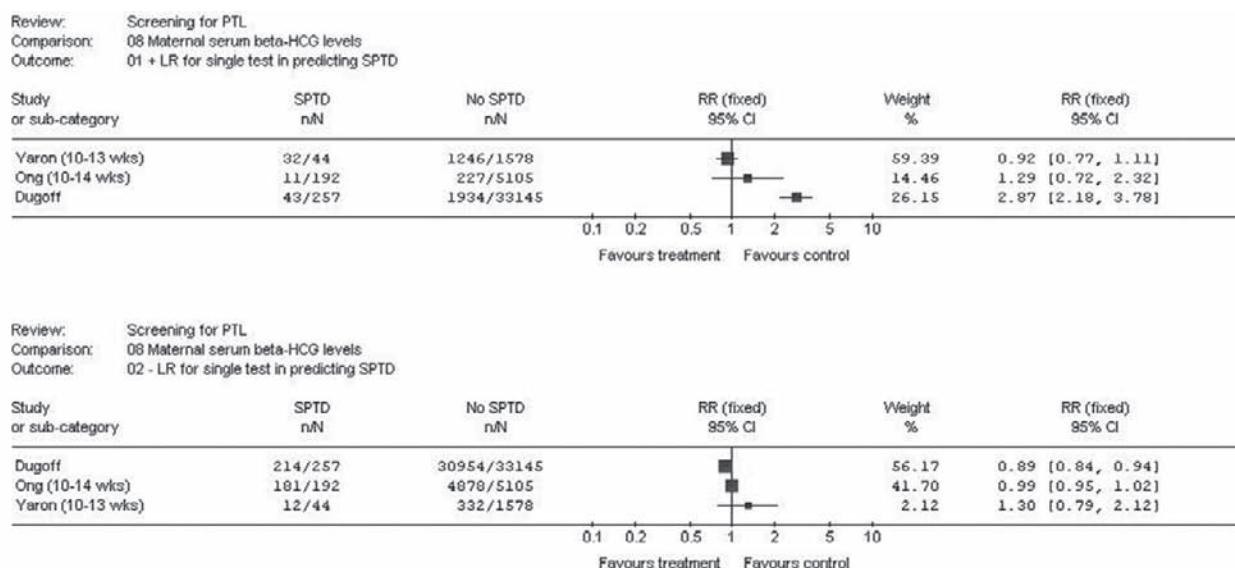 Review: Screening for PTL
Comparison: 08 Maternal serum beta-HCG levels
Outcome: 01 + LR for single test in predicting SPTD
Study SPTD No SPTD RR (fixed) Weight RR (fixed)
or sub-category n/N n/N 95% CI % 95% CI
Yaron (10-13 wks) 32/44 1246/1578 59.39 0.92 [0.77, 1.11]
Ong (10-14 wks) 11/192 227/5105 14.46 1.29 [0.72, 2.32]
Dugoff 43/257 1934/33145 26.15 2.87 [2.18, 3.78]
0.1 0.2 0.5 1 2 5 10
Favours treatment Favours control
Review: Screening for PTL
Comparison: 08 Maternal serum beta-HCG levels
Outcome: 02 - LR for single test in predicting SPTD
Study SPTD No SPTD RR (fixed) Weight RR (fixed)
or sub-category n/N n/N 95% CI % 95% CI
Dugoff 214/257 30954/33145 56.17 0.89 [0.84, 0.94]
Ong (10-14 wks) 181/192 4878/5105 41.70 0.99 [0.95, 1.02]
Yaron (10-13 wks) 12/44 332/1578 2.12 1.30 [0.79, 2.12]
0.1 0.2 0.5 1 2 5 10
Favours treatment Favours control